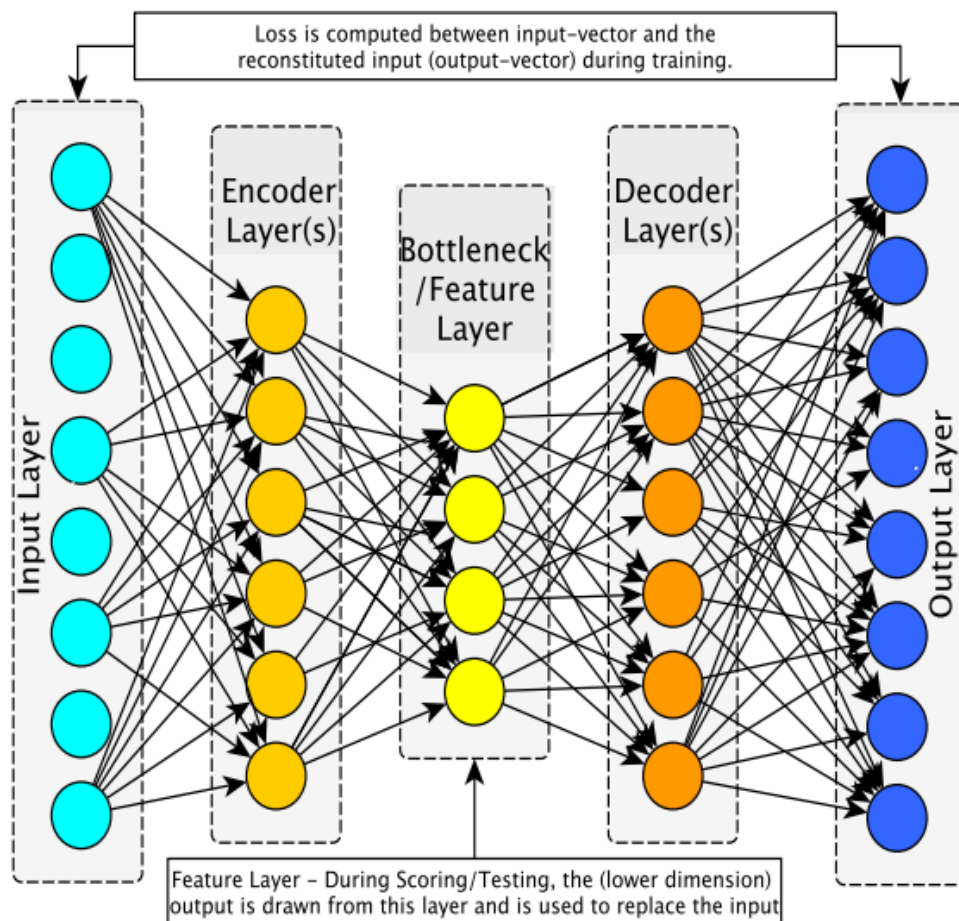 Loss is computed between input-vector and the
reconstituted input (output-vector) during training.
Input Layer
Encoder
Layer(s)
Bottleneck
/Feature
Layer
Decoder
Layer(s)
Output Layer
Feature Layer - During Scoring/Testing, the (lower dimension)
output is drawn from this layer and is used to replace the input